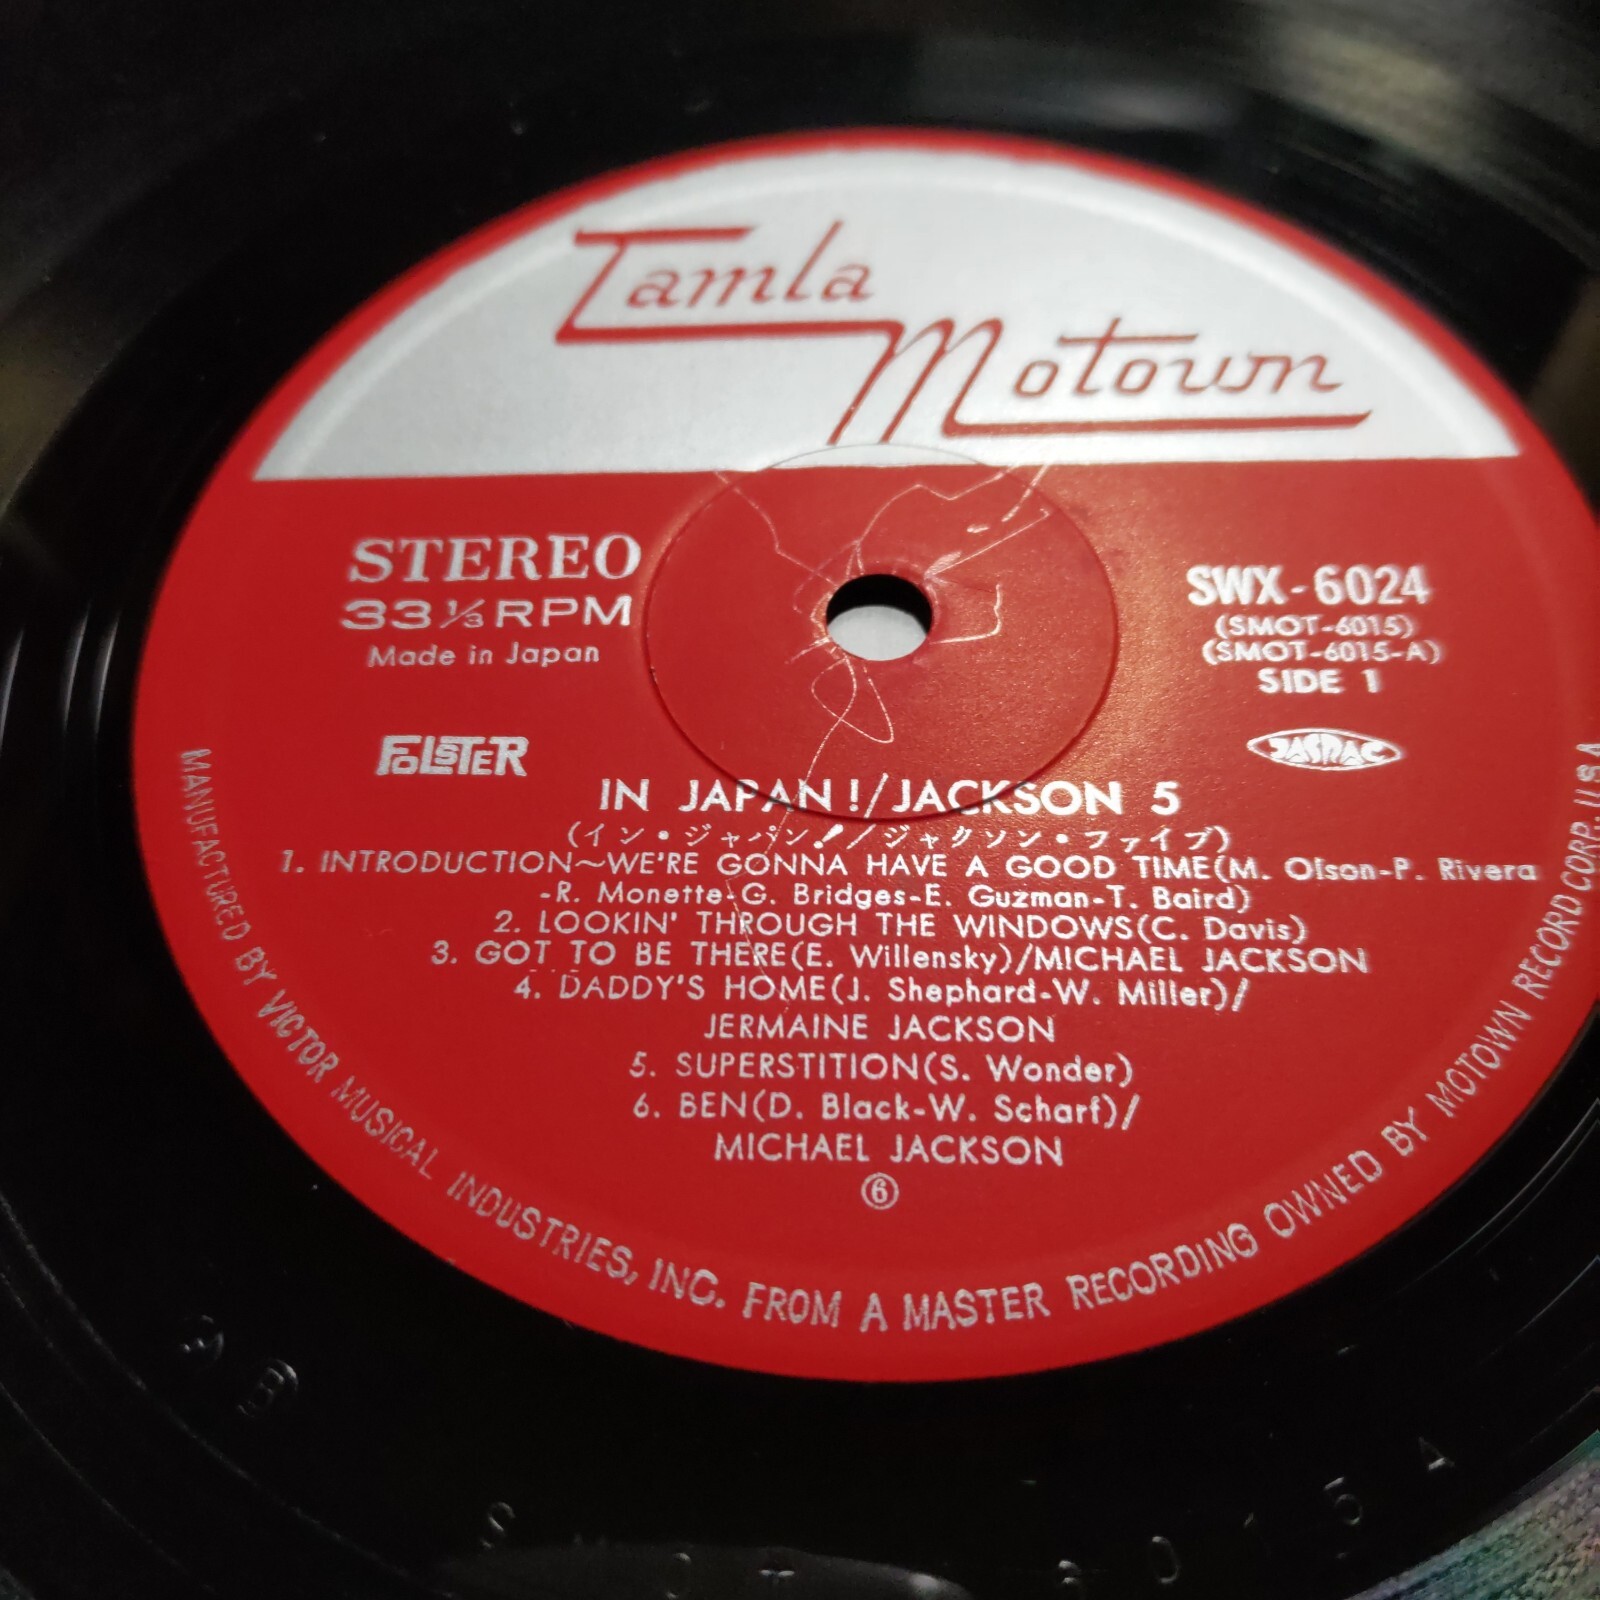 Tamla
Motown
STEREO
33 1/3 RPM
Made in Japan
SWX-6024
(SMOT-6015)
(SMOT-6015-A)
SIDE 1
FOLSTER
JASRAC
IN JAPAN!/JACKSON 5
(イン・ジャパン!/ジャクソン・ファイブ)
1. INTRODUCTION~WE'RE GONNA HAVE A GOOD TIME(M. Olson-P. Rivera
-R. Monette-G. Bridges-E. Guzman-T. Baird)
2. LOOKIN' THROUGH THE WINDOWS(C. Davis)
3. GOT TO BE THERE(E. Willensky)/MICHAEL JACKSON
4. DADDY'S HOME(J. Shephard-W. Miller)/
JERMAINE JACKSON
5. SUPERSTITION(S. Wonder)
6. BEN(D. Black-W. Scharf)/
MICHAEL JACKSON
⑥
MANUFACTURED BY VICTOR MUSICAL INDUSTRIES, INC. FROM A MASTER RECORDING OWNED BY MOTOWN RECORD CORP. U.S.A